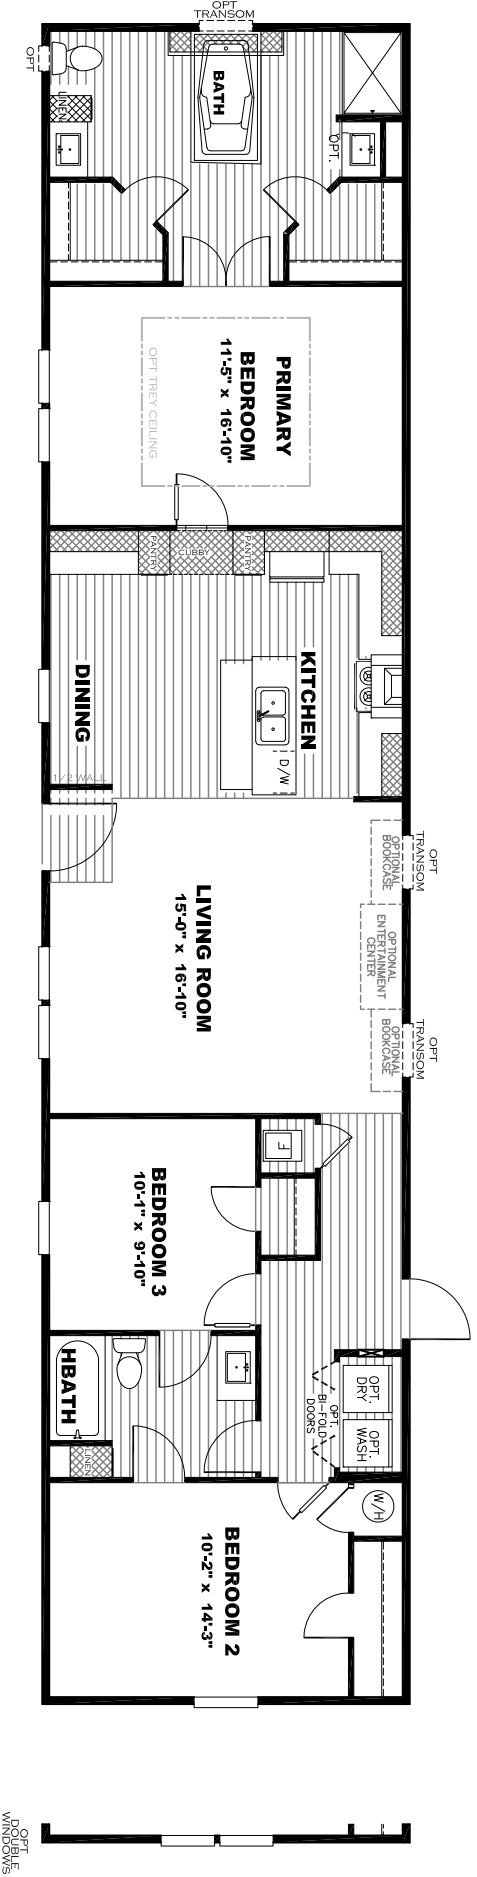 OPT
TRANSOM
OPT
LINEN
BATH
OPT.
PRIMARY
BEDROOM
11'-5" x 16'-10"
OPT TREY CEILING
PANTRY
CUBBY
PANTRY
KITCHEN
DINING
D/W
1/2 WALL
OPT
TRANSOM
OPTIONAL
BOOKCASE
OPTIONAL
ENTERTAINMENT
CENTER
LIVING ROOM
15'-0" x 16'-10"
OPT
TRANSOM
OPTIONAL
BOOKCASE
F
BEDROOM 3
10'-1" x 9'-10"
HBATH
LINEN
OPT.
DRY
OPT.
WASH
OPT.
BI-FOLD
DOORS
W/H
BEDROOM 2
10'-2" x 14'-3"
OPT
DOUBLE
WINDOWS